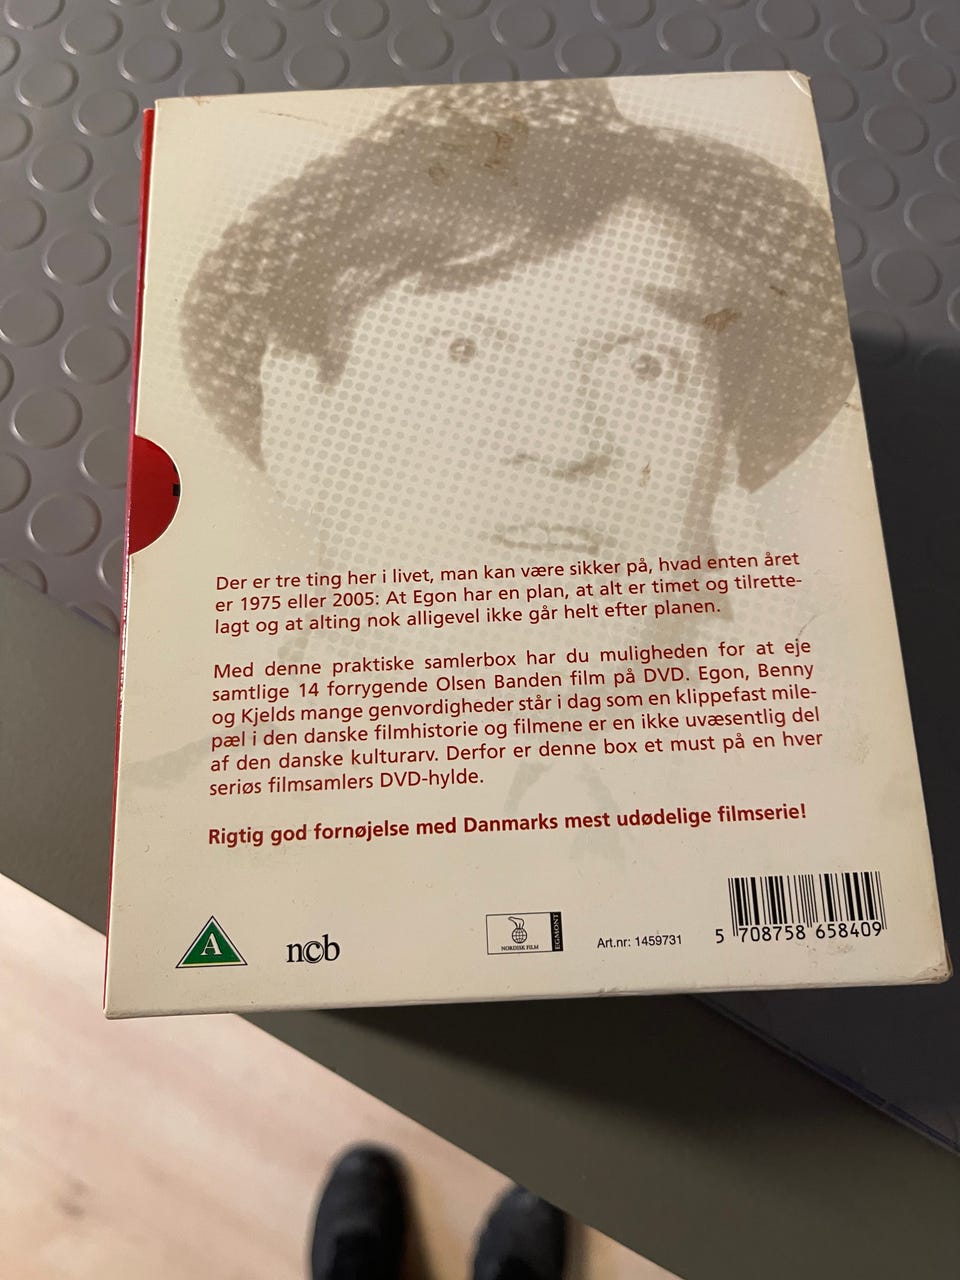 Der er tre ting her i livet, man kan være sikker på, hvad enten året
er 1975 eller 2005: At Egon har en plan, at alt er timet og tilrette-
lagt og at alting nok alligevel ikke går helt efter planen.
Med denne praktiske samlerbox har du muligheden for at eje
samtlige 14 forrygende Olsen Banden film på DVD. Egon, Benny
og Kjelds mange genvordigheder står i dag som en klippefast mile-
pæl i den danske filmhistorie og filmene er en ikke uvæsentlig del
af den danske kulturarv. Derfor er denne box et must på en hver
seriøs filmsamlers DVD-hylde.
Rigtig god fornøjelse med Danmarks mest udødelige filmserie!
A
ncb
NORDISK FILM
EGMONT
Art.nr: 1459731
5 708758 658409